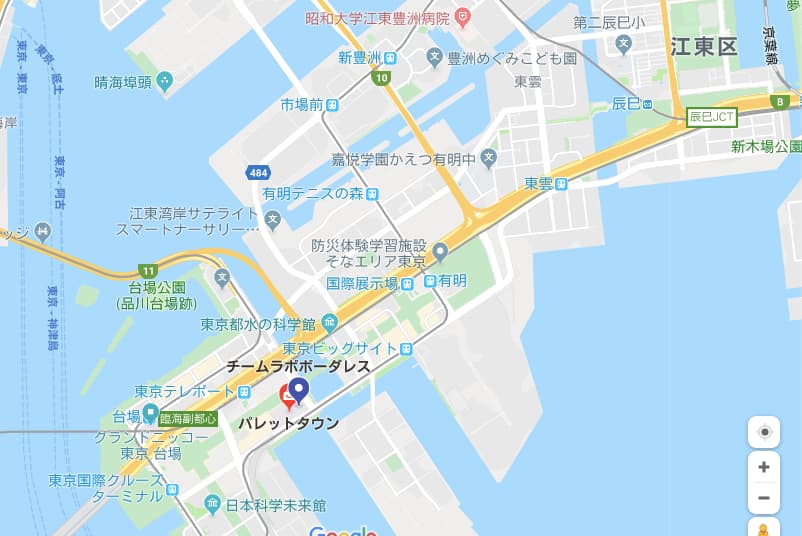 昭和大学江東豊洲病院
第二辰巳小
江東区
京葉線
東京 - 底土
東京 - 東京
新豊洲
豊洲めぐみこども園
晴海埠頭
10
東雲
市場前
辰巳
B
辰巳JCT
海岸
嘉悦学園かえつ有明中
新木場公園
東京 - 阿古
484
有明テニスの森
東雲
江東湾岸サテライト
スマートナーサリー…
ッジ
防災体験学習施設
そなエリア東京
11
台場公園
(品川台場跡)
国際展示場
有明
東京 - 神津島
東京都水の科学館
東京ビッグサイト
チームラボボーダレス
東京テレポート
台場
臨海副都心
パレットタウン
グランドニッコー
東京 台場
東京国際クルーズ
ターミナル
日本科学未来館
Google